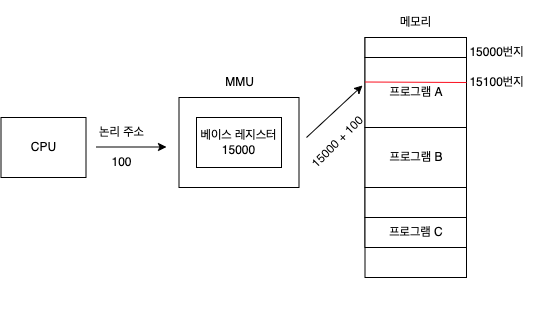 메모리
15000번지
MMU
15100번지
프로그램 A
논리 주소
베이스 레지스터
15000
15000 + 100
CPU
100
프로그램 B
프로그램 C